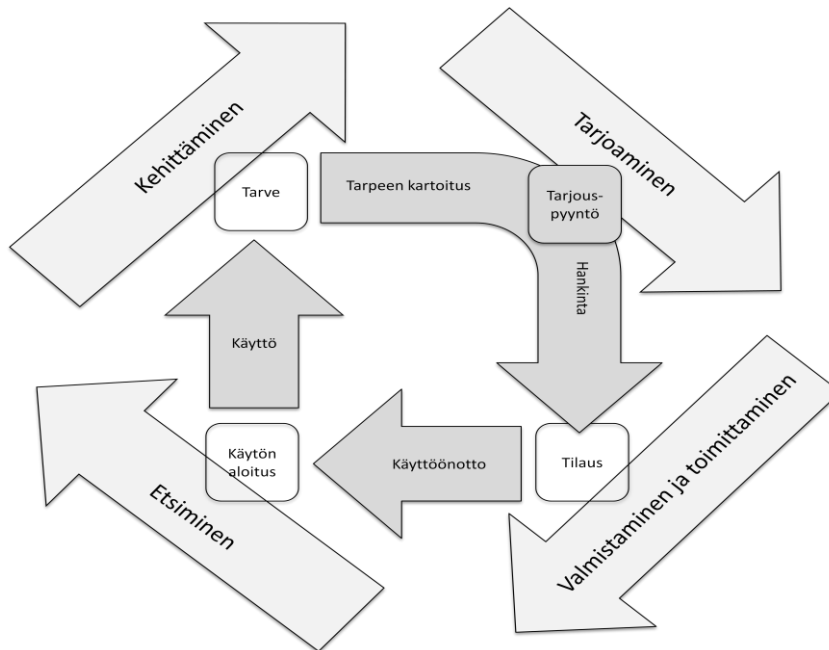 Kehittäminen
Tarjoaminen
Tarve
Tarpeen kartoitus
Tarjous-
pyyntö
Hankinta
Käyttö
Käytön
aloitus
Käyttöönotto
Tilaus
Etsiminen
Valmistaminen ja toimittaminen